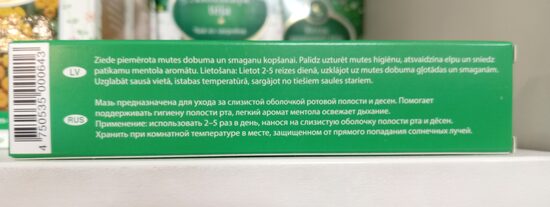 LV
Ziede piemērota mutes dobuma un smaganu kopšanai. Palīdz uzturēt mutes higiēnu, atsvaidzina elpu un sniedz
patīkamu mentola aromātu. Lietošana: Lietot 2-5 reizes dienā, uzklājot uz mutes dobuma gļotādas un smaganām.
Uzglabāt sausā vietā, istabas temperatūrā, sargājot no tiešiem saules stariem.
RUS
Мазь предназначена для ухода за слизистой оболочкой ротовой полости и десен. Помогает
поддерживать гигиену полости рта, легкий аромат ментола освежает дыхание.
Применение: использовать 2–5 раз в день, нанося на слизистую оболочку полости рта и дёсен.
Хранить при комнатной температуре в месте, защищенном от прямого попадания солнечных лучей.
4 750535 000643